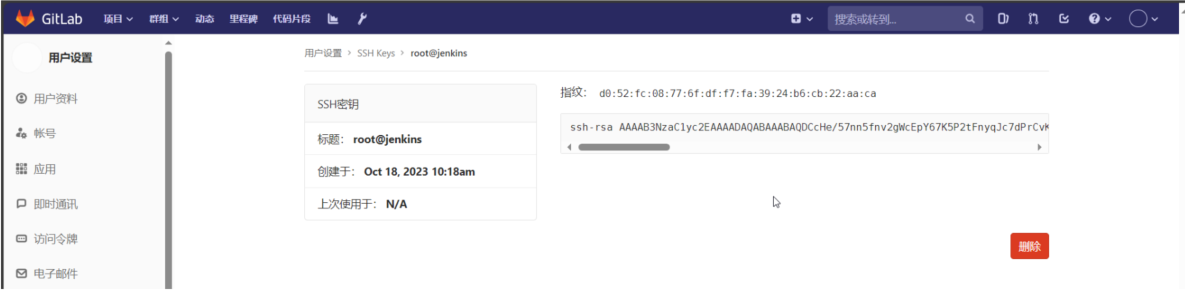 GitLab 项目 群组 动态 里程碑 代码片段 搜索或转到...
用户设置
用户设置 > SSH Keys > root@jenkins
用户资料
帐号
应用
即时通讯
访问令牌
电子邮件
SSH密钥
标题： root@jenkins
创建于： Oct 18, 2023 10:18am
上次使用于： N/A
指纹： d0:52:fc:08:77:6f:df:f7:fa:39:24:b6:cb:22:aa:ca
ssh-rsa AAAAB3NzaC1yc2EAAAADAQABAAABAQDCcHe/57nn5fnv2gWcEpY67K5P2tFnyqJc7dPrCvK
删除